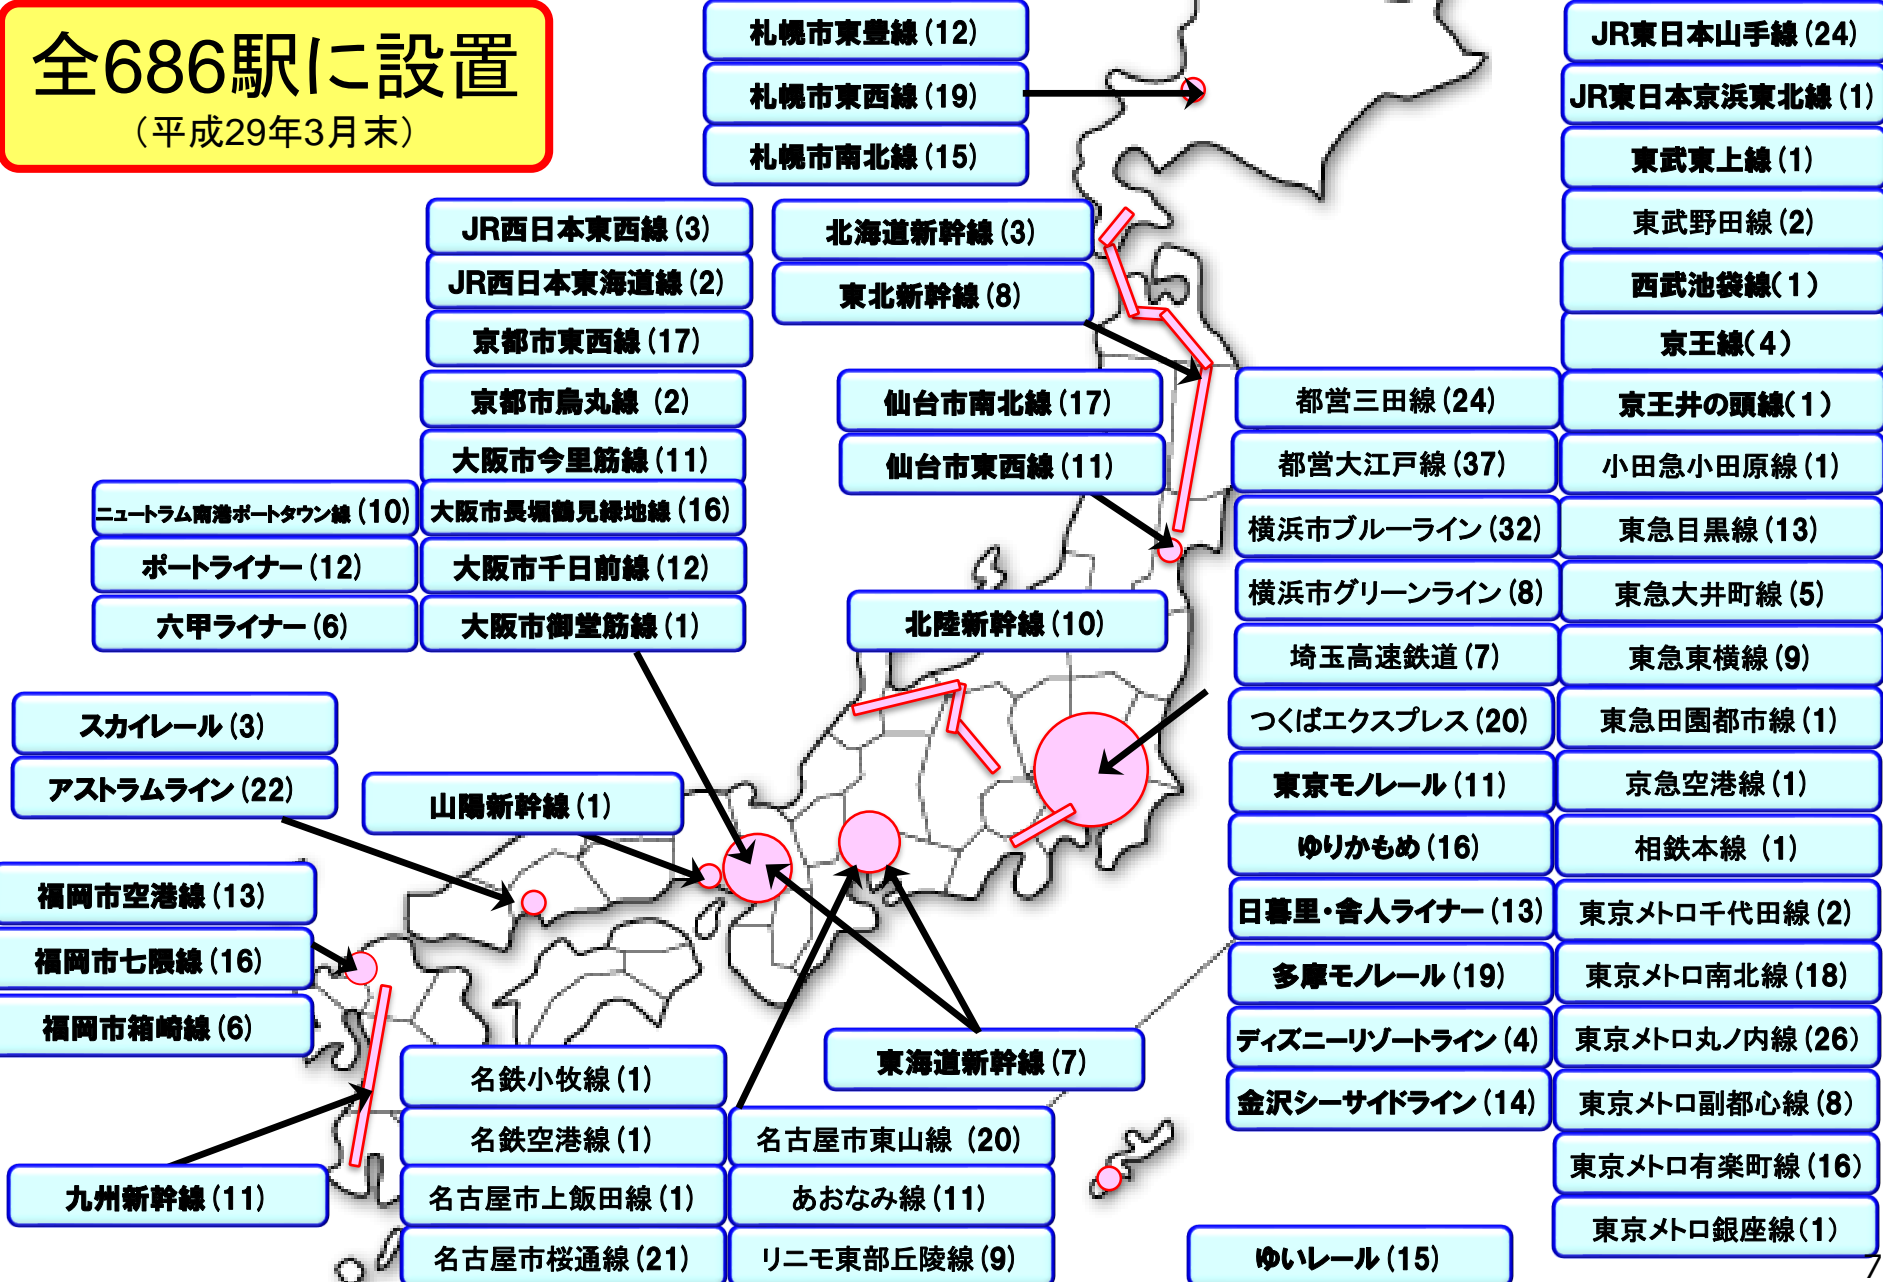 全686駅に設置
（平成29年3月末）
札幌市東豊線(12)
札幌市東西線(19)
札幌市南北線(15)
北海道新幹線(3)
東北新幹線(8)
JR西日本東西線(3)
JR西日本東海道線(2)
京都市東西線(17)
京都市烏丸線 (2)
大阪市今里筋線(11)
大阪市長堀鶴見緑地線(16)
大阪市千日前線(12)
大阪市御堂筋線(1)
ニュートラム南港ポートタウン線(10)
ポートライナー(12)
六甲ライナー(6)
仙台市南北線(17)
仙台市東西線(11)
北陸新幹線(10)
スカイレール(3)
アストラムライン(22)
山陽新幹線(1)
福岡市空港線(13)
福岡市七隈線(16)
福岡市箱崎線(6)
九州新幹線(11)
名鉄小牧線(1)
名鉄空港線(1)
名古屋市上飯田線(1)
名古屋市桜通線(21)
東海道新幹線(7)
名古屋市東山線 (20)
あおなみ線(11)
リニモ東部丘陵線(9)
ゆいレール(15)
都営三田線(24)
都営大江戸線(37)
横浜市ブルーライン(32)
横浜市グリーンライン(8)
埼玉高速鉄道(7)
つくばエクスプレス(20)
東京モノレール(11)
ゆりかもめ(16)
日暮里・舎人ライナー(13)
多摩モノレール(19)
ディズニーリゾートライン(4)
金沢シーサイドライン(14)
JR東日本山手線(24)
JR東日本京浜東北線(1)
東武東上線(1)
東武野田線(2)
西武池袋線(1)
京王線(4)
京王井の頭線(1)
小田急小田原線(1)
東急目黒線(13)
東急大井町線(5)
東急東横線(9)
東急田園都市線(1)
京急空港線(1)
相鉄本線 (1)
東京メトロ千代田線(2)
東京メトロ南北線(18)
東京メトロ丸ノ内線(26)
東京メトロ副都心線(8)
東京メトロ有楽町線(16)
東京メトロ銀座線(1)
7